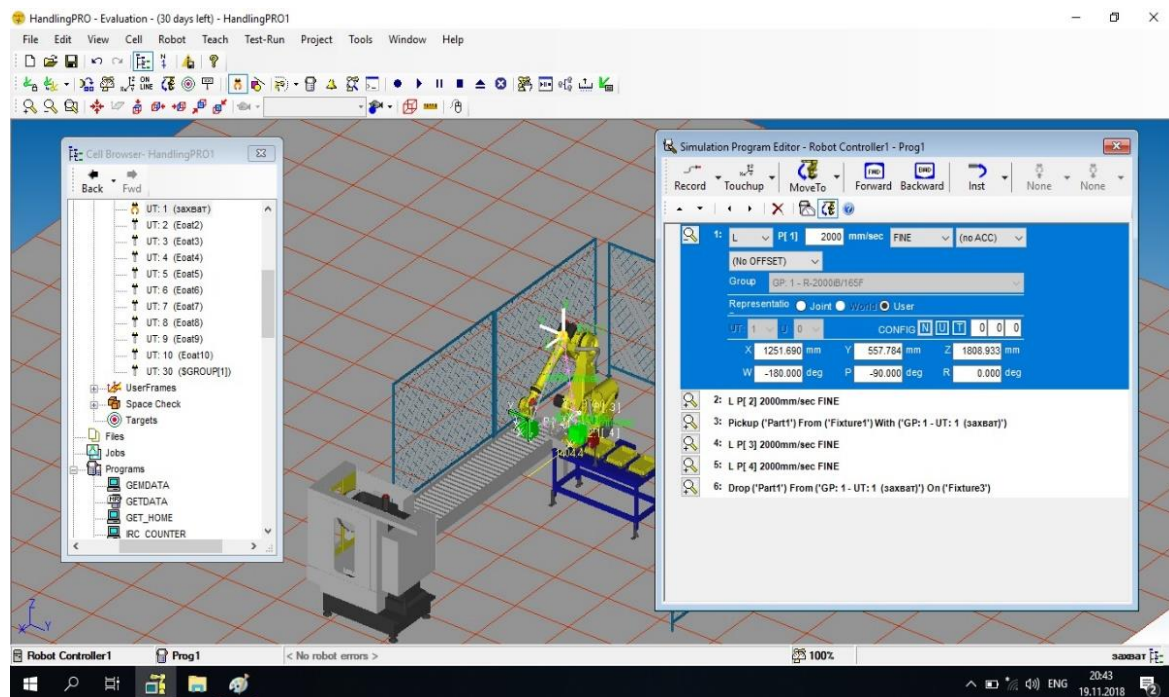 HandlingPRO - Evaluation - (30 days left) - HandlingPRO1
File Edit View Cell Robot Teach Test-Run Project Tools Window Help
ON LINE
Cell Browser- HandlingPRO1
Back Fwd
UT: 1 (захват)
UT: 2 (Eoat2)
UT: 3 (Eoat3)
UT: 4 (Eoat4)
UT: 5 (Eoat5)
UT: 6 (Eoat6)
UT: 7 (Eoat7)
UT: 8 (Eoat8)
UT: 9 (Eoat9)
UT: 10 (Eoat10)
UT: 30 ($GROUP[1])
UserFrames
Space Check
Targets
Files
Jobs
Programs
GEMDATA
GETDATA
GET_HOME
IRC COUNTER
Simulation Program Editor - Robot Controller1 - Prog1
Record Touchup MoveTo Forward Backward Inst None None
1: L P[ 1] 2000 mm/sec FINE (no ACC)
(No OFFSET)
Group GP: 1 - R-2000iB/165F
Representatio Joint World User
UT: 1 U 0 CONFIG N U T 0 0 0
X 1251.690 mm Y 557.784 mm Z 1808.933 mm
W -180.000 deg P -90.000 deg R 0.000 deg
2: L P[ 2] 2000mm/sec FINE
3: Pickup ('Part1') From ('Fixture1') With ('GP: 1 - UT: 1 (захват)')
4: L P[ 3] 2000mm/sec FINE
5: L P[ 4] 2000mm/sec FINE
6: Drop ('Part1') From ('GP: 1 - UT: 1 (захват)') On ('Fixture3')
Z
X Y
Robot Controller1 Prog1 < No robot errors > 100% захват
ENG 20:43
19.11.2018